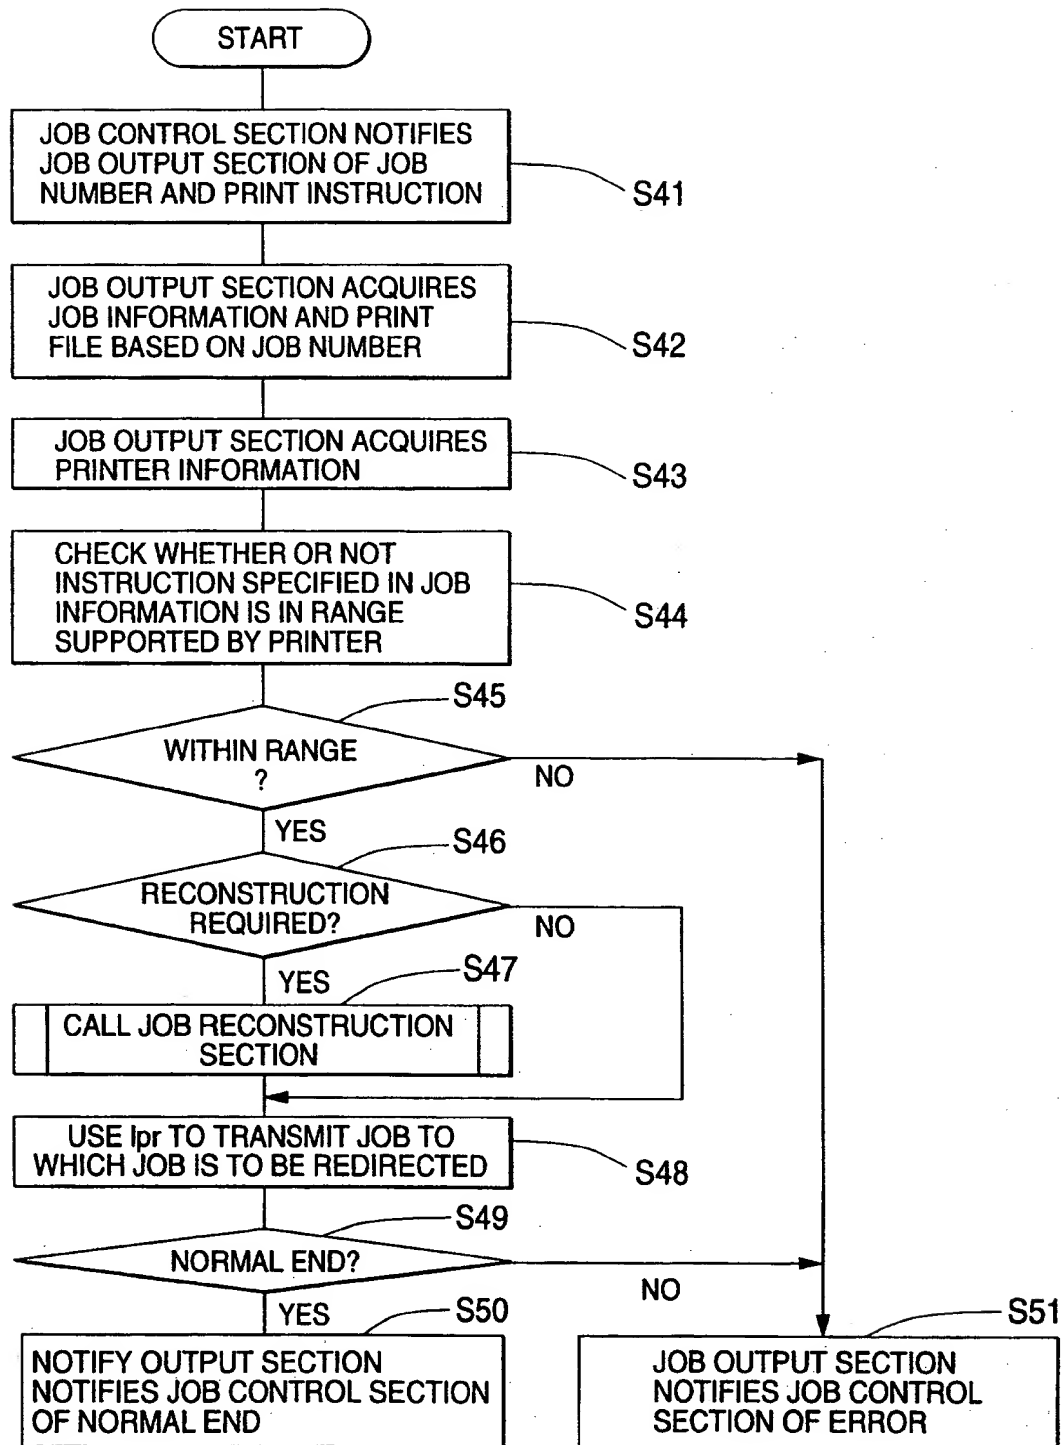 START
JOB CONTROL SECTION NOTIFIES
JOB OUTPUT SECTION OF JOB
NUMBER AND PRINT INSTRUCTION
S41
JOB OUTPUT SECTION ACQUIRES
JOB INFORMATION AND PRINT
FILE BASED ON JOB NUMBER
S42
JOB OUTPUT SECTION ACQUIRES
PRINTER INFORMATION
S43
CHECK WHETHER OR NOT
INSTRUCTION SPECIFIED IN JOB
INFORMATION IS IN RANGE
SUPPORTED BY PRINTER
S44
S45
WITHIN RANGE
?
NO
YES
S46
RECONSTRUCTION
REQUIRED?
NO
YES
S47
CALL JOB RECONSTRUCTION
SECTION
USE lpr TO TRANSMIT JOB TO
WHICH JOB IS TO BE REDIRECTED
S48
S49
NORMAL END?
NO
YES
S50
NOTIFY OUTPUT SECTION
NOTIFIES JOB CONTROL SECTION
OF NORMAL END
S51
JOB OUTPUT SECTION
NOTIFIES JOB CONTROL
SECTION OF ERROR